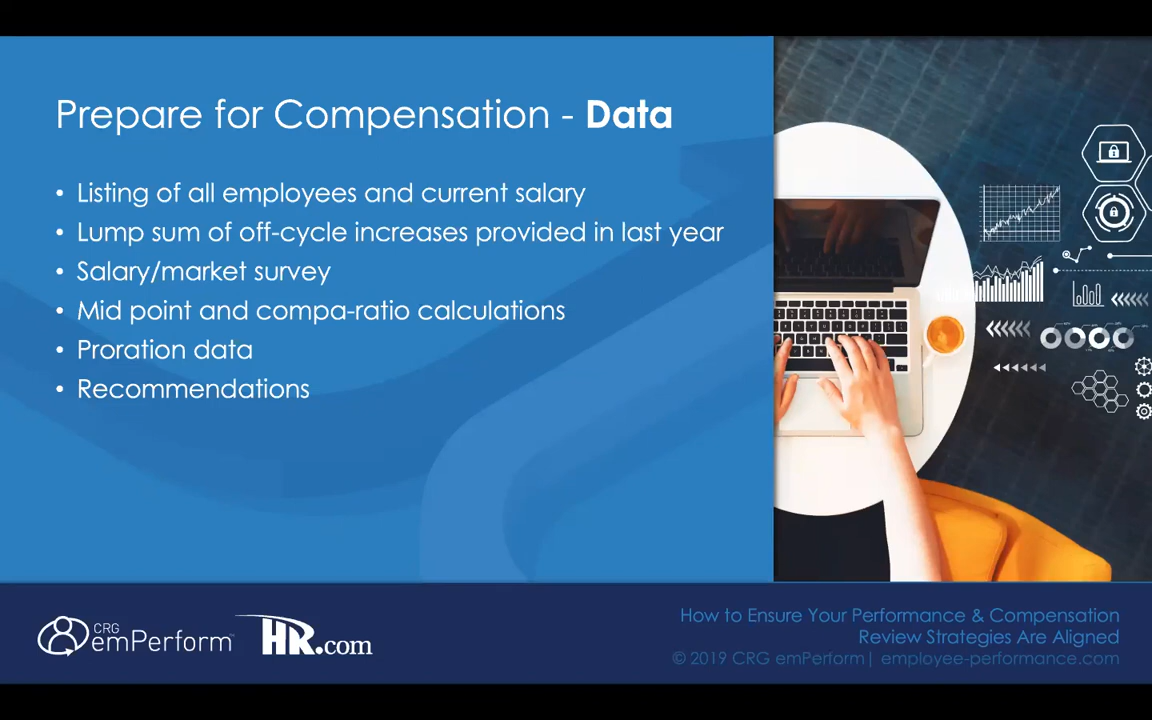 Prepare for Compensation - Data
• Listing of all employees and current salary
• Lump sum of off-cycle increases provided in last year
• Salary/market survey
• Mid point and compa-ratio calculations
• Proration data
• Recommendations
CRG
emPerform™
HR.com
How to Ensure Your Performance & Compensation
Review Strategies Are Aligned
© 2019 CRG emPerform| employee-performance.com